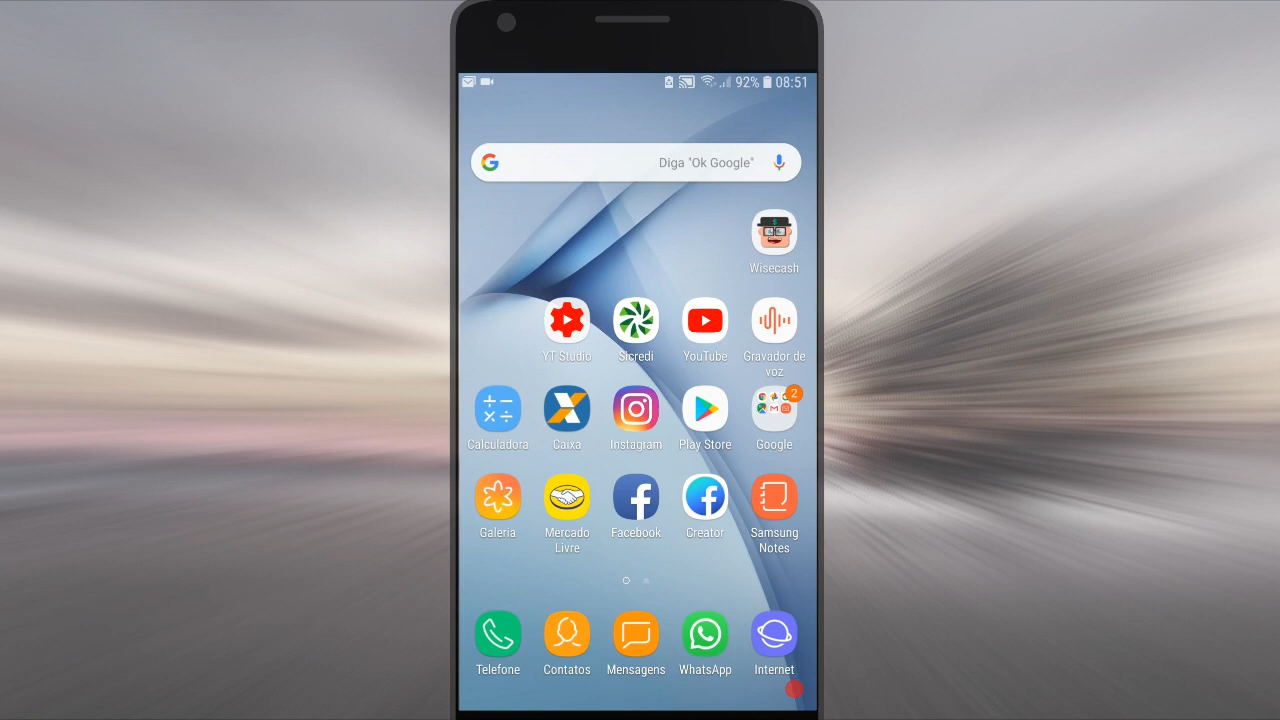 92% 08:51
Diga "Ok Google"
Wisecash
YT Studio
Sicredi
YouTube
Gravador de
voz
Calculadora
Caixa
Instagram
Play Store
2
Google
Galeria
Mercado
Livre
Facebook
Creator
Samsung
Notes
Telefone
Contatos
Mensagens
WhatsApp
Internet